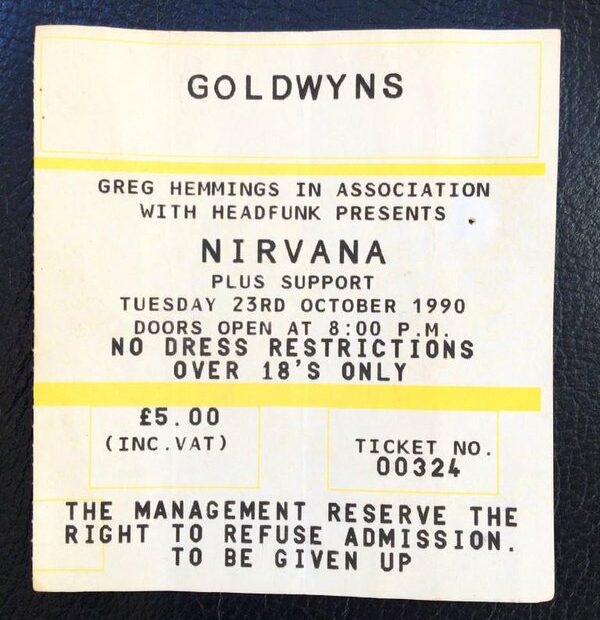 GOLDWYNS
GREG HEMMINGS IN ASSOCIATION
WITH HEADFUNK PRESENTS
NIRVANA
PLUS SUPPORT
TUESDAY 23RD OCTOBER 1990
DOORS OPEN AT 8:00 P.M.
NO DRESS RESTRICTIONS
OVER 18'S ONLY
£5.00
(INC.VAT)
TICKET NO.
00324
THE MANAGEMENT RESERVE THE
RIGHT TO REFUSE ADMISSION.
TO BE GIVEN UP